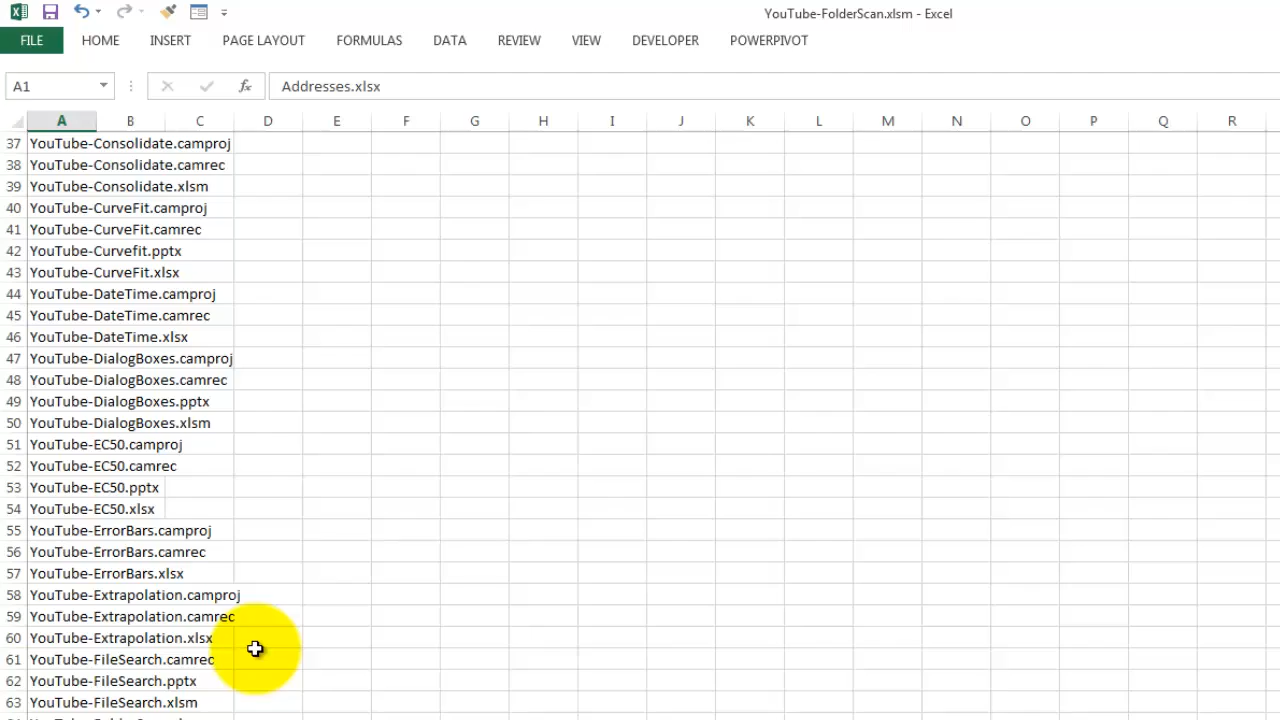 YouTube-FolderScan.xlsm - Excel
FILE HOME INSERT PAGE LAYOUT FORMULAS DATA REVIEW VIEW DEVELOPER POWERPIVOT
A1 fx Addresses.xlsx
A B C D E F G H I J K L M N O P Q R
37 YouTube-Consolidate.camproj
38 YouTube-Consolidate.camrec
39 YouTube-Consolidate.xlsm
40 YouTube-CurveFit.camproj
41 YouTube-CurveFit.camrec
42 YouTube-Curvefit.pptx
43 YouTube-CurveFit.xlsx
44 YouTube-DateTime.camproj
45 YouTube-DateTime.camrec
46 YouTube-DateTime.xlsx
47 YouTube-DialogBoxes.camproj
48 YouTube-DialogBoxes.camrec
49 YouTube-DialogBoxes.pptx
50 YouTube-DialogBoxes.xlsm
51 YouTube-EC50.camproj
52 YouTube-EC50.camrec
53 YouTube-EC50.pptx
54 YouTube-EC50.xlsx
55 YouTube-ErrorBars.camproj
56 YouTube-ErrorBars.camrec
57 YouTube-ErrorBars.xlsx
58 YouTube-Extrapolation.camproj
59 YouTube-Extrapolation.camrec
60 YouTube-Extrapolation.xlsx
61 YouTube-FileSearch.camrec
62 YouTube-FileSearch.pptx
63 YouTube-FileSearch.xlsm